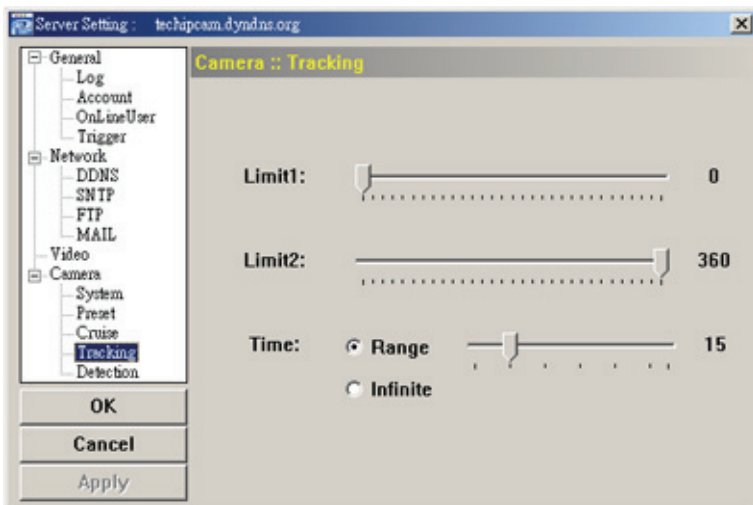 Server Setting : techipcam.dyndns.org
General
Log
Account
OnLineUser
Trigger
Network
DDNS
SNTP
FTP
MAIL
Video
Camera
System
Preset
Cruise
Tracking
Detection
OK
Cancel
Apply
Camera :: Tracking
Limit1: 0
Limit2: 360
Time: Range 15
Infinite